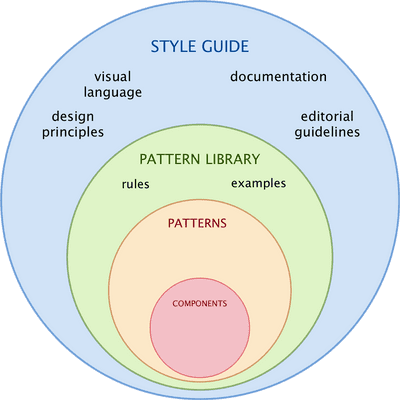 STYLE GUIDE
visual
language
documentation
design
principles
editorial
guidelines
PATTERN LIBRARY
rules
examples
PATTERNS
COMPONENTS